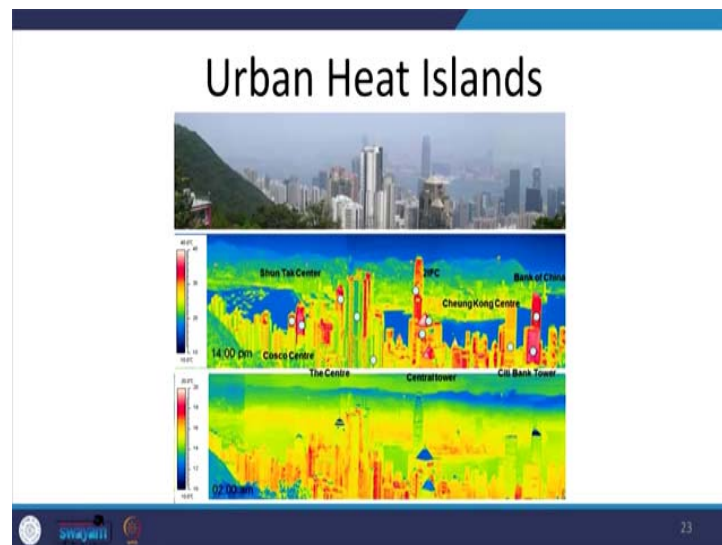 Urban Heat Islands
Shun Tak Center
2IFC
Bank of China
Cheung Kong Centre
Cosco Centre
14:00 pm
The Centre
Central tower
Citi Bank Tower
02:00 am
swayam
23